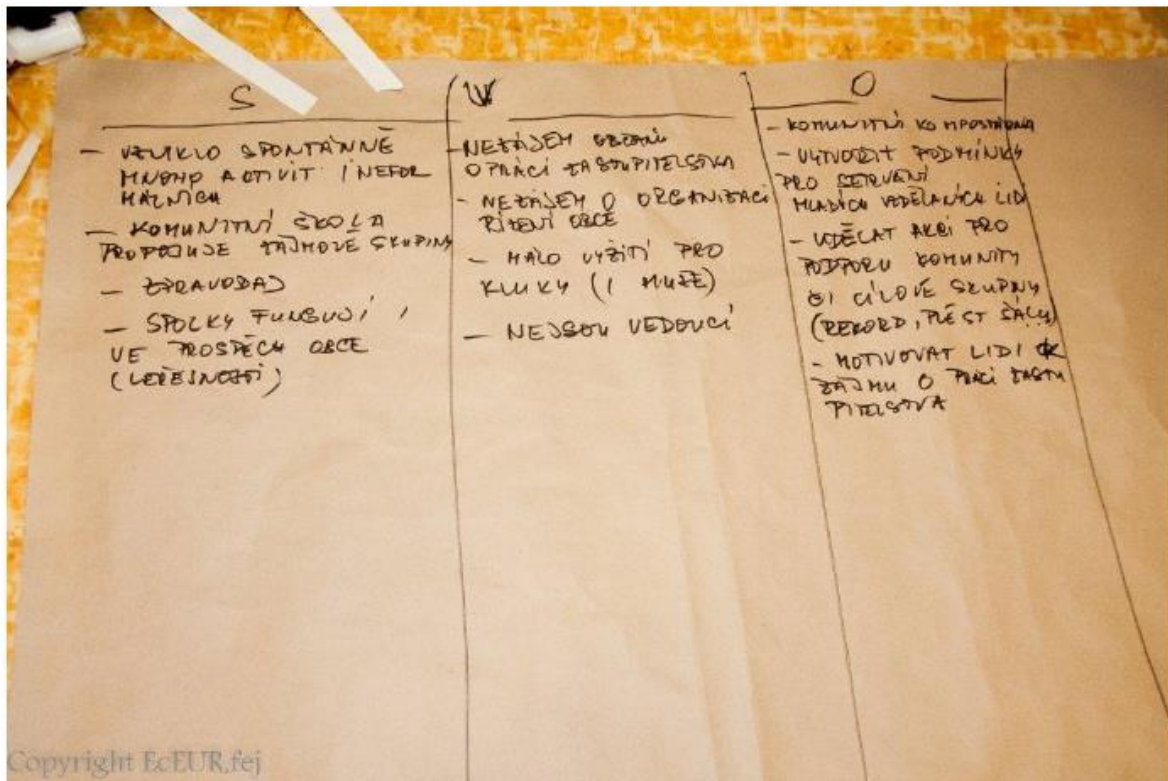 S
— VZNIKLO SPONTÁNNĚ
MNOHO AKTIVIT I NEFOR
MÁLNÍCH
— KOMUNITNÍ ŠKOLA
PROPOJUJE ZÁJMOVÉ SKUPINY
— ZPRAVODAJ
— SPOLKY FUNGUJÍ I
VE PROSPĚCH OBCE
W
— NEZÁJEM OBČANŮ
O PRÁCI ZASTUPITELSTVA
- NEZÁJEM O ORGANIZACI
ŘÍZENÍ OBCE
— MÁLO VYŽITÍ PRO
KLUKY (I MUŽE)
— NEJSOU VEDOUCÍ
O
- KOMUNITNÍ KOMPOSTÁRNA
- VYTVOŘIT PODMÍNKY
PRO
MLADÝCH VZDĚLANÝCH LIDÍ
- UDĚLAT AKCI PRO
PODPORU KOMUNITY
ČI CÍLOVÉ SKUPINY
(REKORD, PLÉST ŠÁLY)
- MOTIVOVAT LIDI K
ZÁJMU O PRÁCI ZASTU
PITELSTVA
Copyright EcEUR,fej